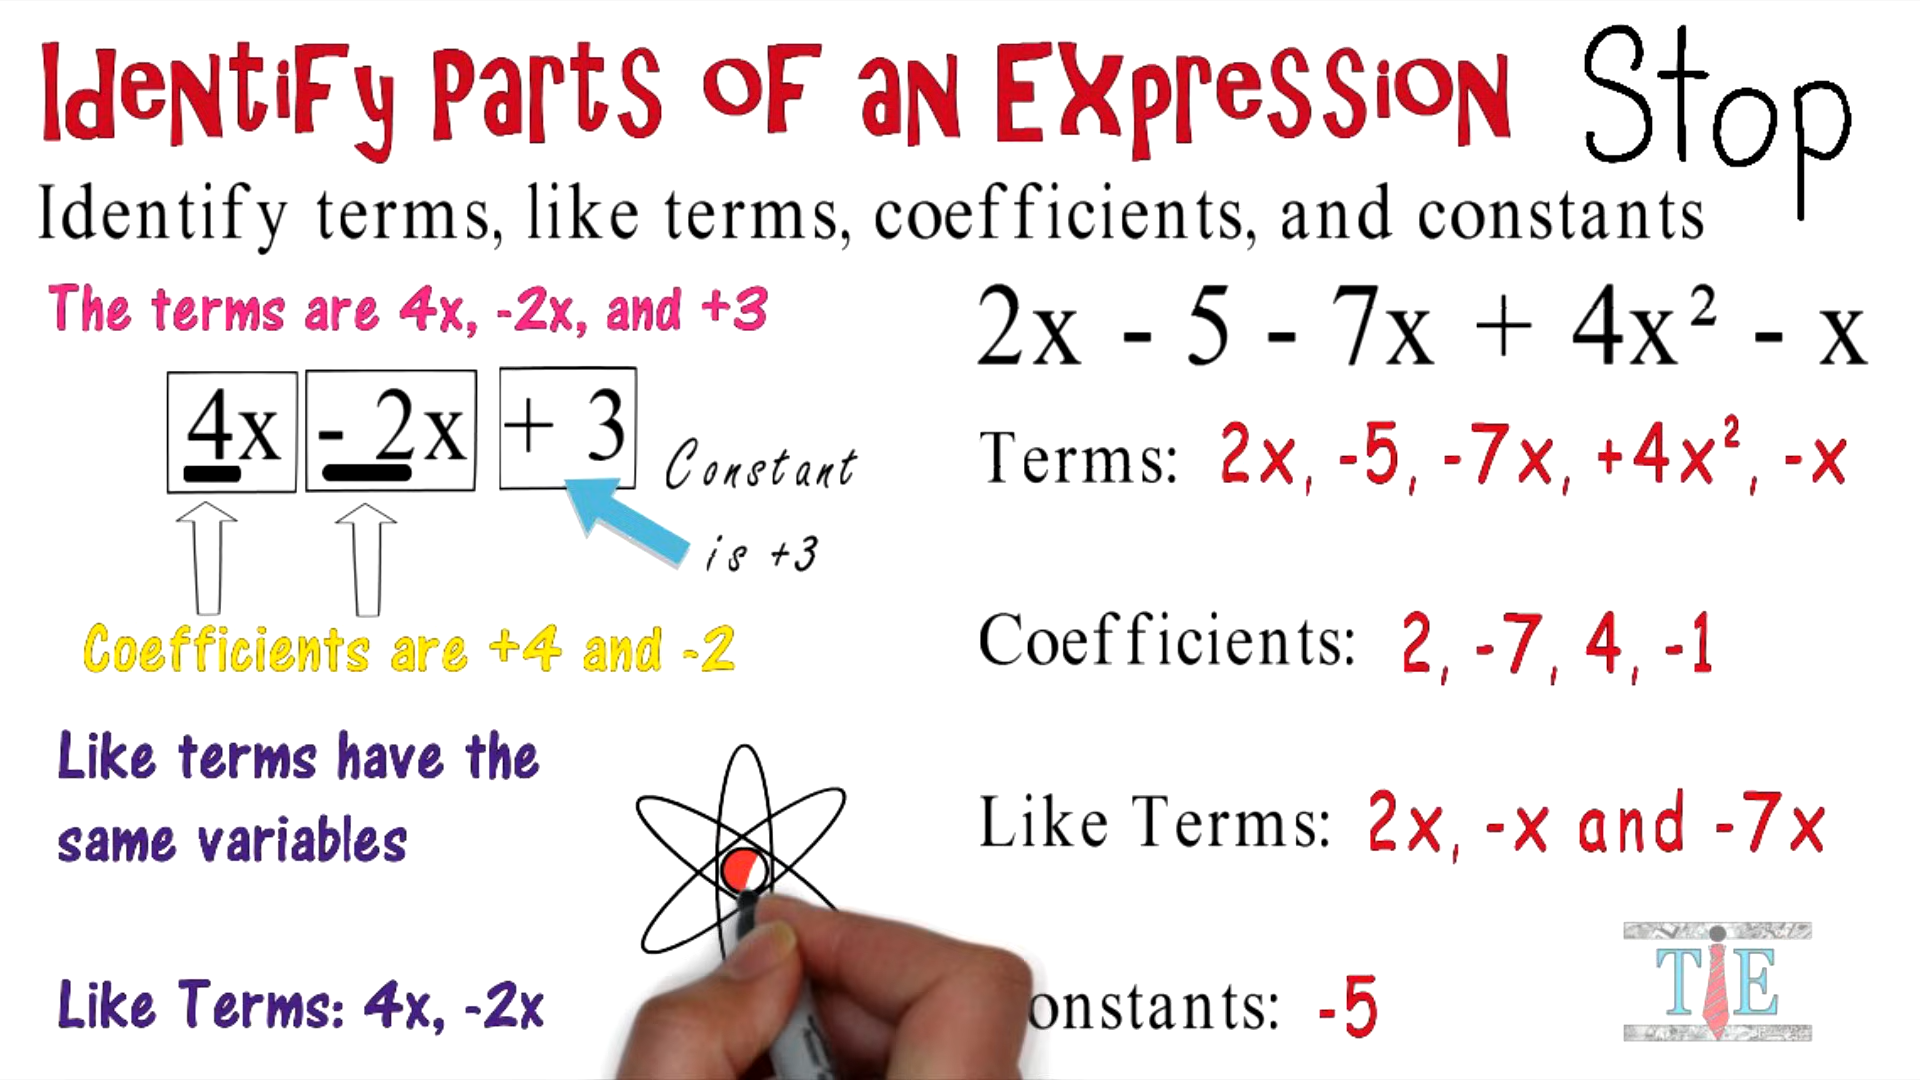 Identify Parts of an Expression
Stop
Identify terms, like terms, coefficients, and constants
The terms are 4x, -2x, and +3
4x - 2x + 3
Constant
is +3
Coefficients are +4 and -2
Like terms have the
same variables
Like Terms: 4x, -2x
2x - 5 - 7x + 4x² - x
Terms: 2x, -5, -7x, +4x², -x
Coefficients: 2, -7, 4, -1
Like Terms: 2x, -x and -7x
onstants: -5
TIE